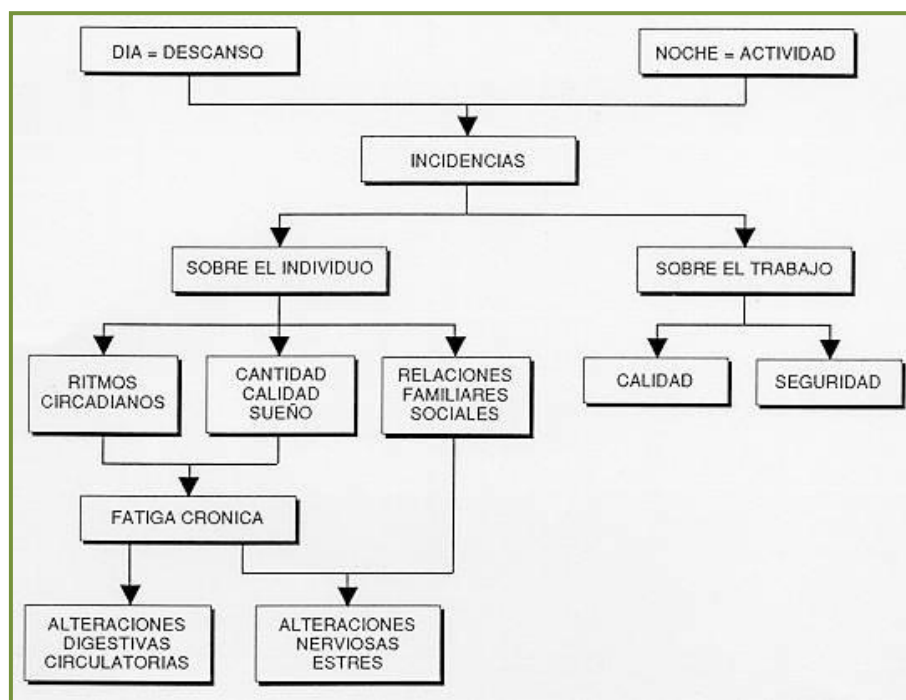 DIA = DESCANSO
NOCHE = ACTIVIDAD
INCIDENCIAS
SOBRE EL INDIVIDUO
SOBRE EL TRABAJO
RITMOS
CIRCADIANOS
CANTIDAD
CALIDAD
SUEÑO
RELACIONES
FAMILIARES
SOCIALES
CALIDAD
SEGURIDAD
FATIGA CRONICA
ALTERACIONES
DIGESTIVAS
CIRCULATORIAS
ALTERACIONES
NERVIOSAS
ESTRES